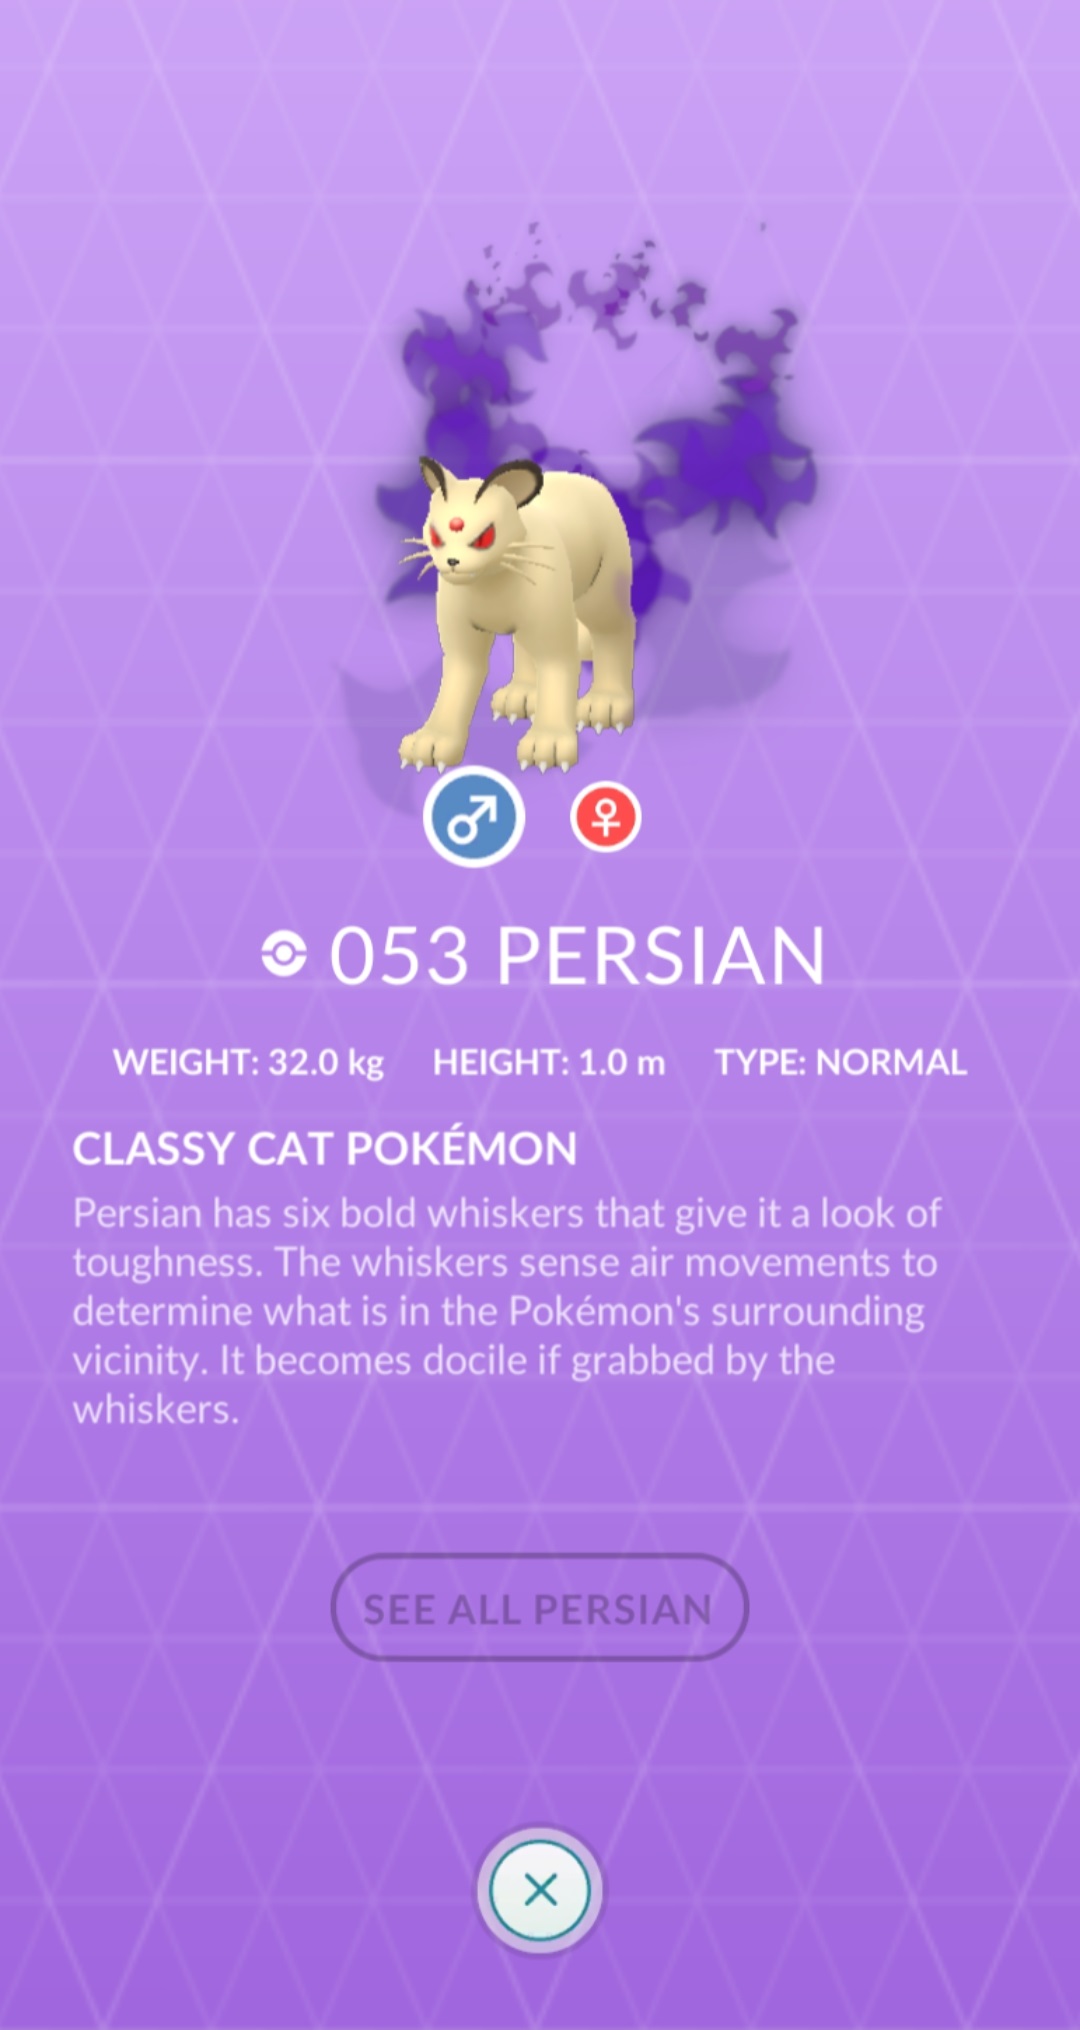 053 PERSIAN
WEIGHT: 32.0 kg HEIGHT: 1.0 m TYPE: NORMAL
CLASSY CAT POKÉMON
Persian has six bold whiskers that give it a look of
toughness. The whiskers sense air movements to
determine what is in the Pokémon's surrounding
vicinity. It becomes docile if grabbed by the
whiskers.
SEE ALL PERSIAN